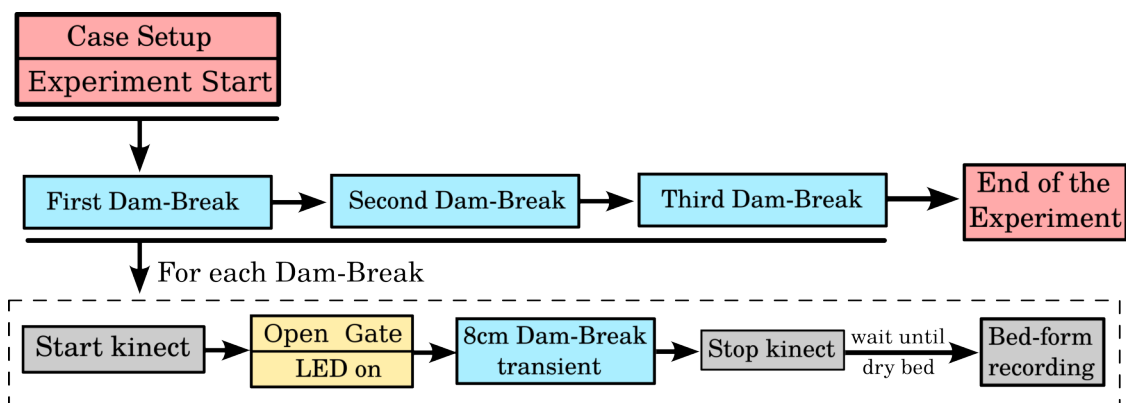 Case Setup
Experiment Start
First Dam-Break
Second Dam-Break
Third Dam-Break
End of the
Experiment
For each Dam-Break
Start kinect
Open Gate
LED on
8cm Dam-Break
transient
Stop kinect
wait until
dry bed
Bed-form
recording